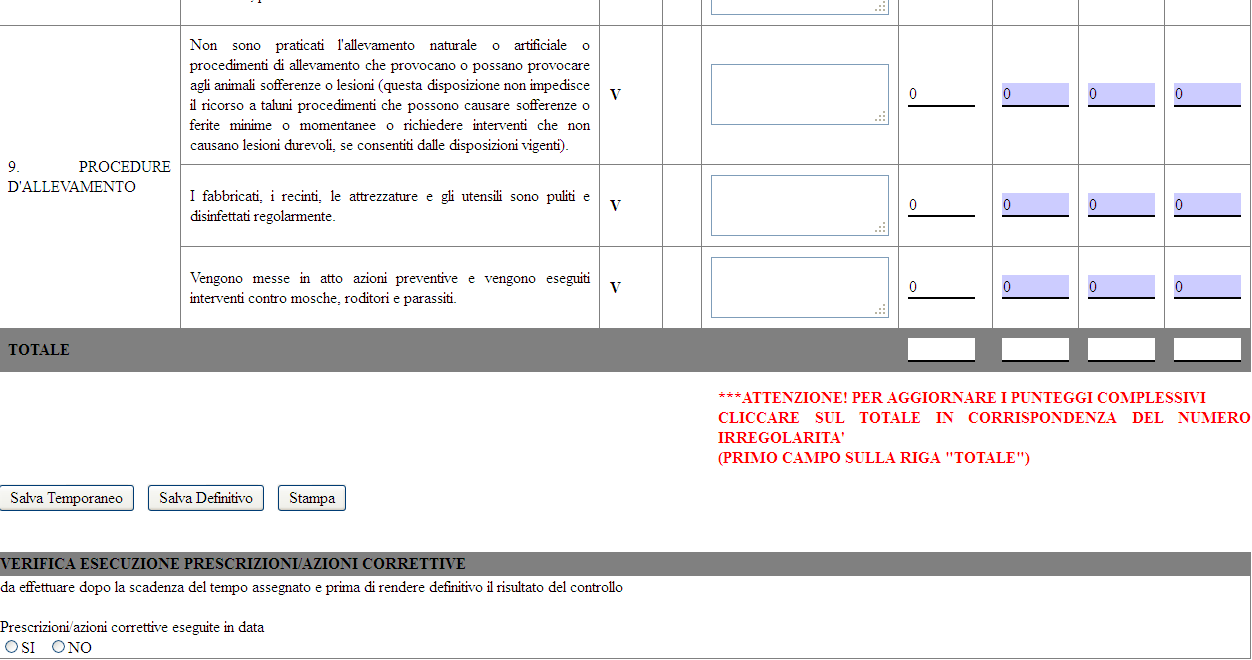 Non sono praticati l'allevamento naturale o artificiale o
procedimenti di allevamento che provocano o possano provocare
agli animali sofferenze o lesioni (questa disposizione non impedisce
il ricorso a taluni procedimenti che possono causare sofferenze o
ferite minime o momentanee o richiedere interventi che non
causano lesioni durevoli, se consentiti dalle disposizioni vigenti).
V
0 0 0 0
9. PROCEDURE
D'ALLEVAMENTO
I fabbricati, i recinti, le attrezzature e gli utensili sono puliti e
disinfettati regolarmente.
V
0 0 0 0
Vengono messe in atto azioni preventive e vengono eseguiti
interventi contro mosche, roditori e parassiti.
V
0 0 0 0
TOTALE
***ATTENZIONE! PER AGGIORNARE I PUNTEGGI COMPLESSIVI
CLICCARE SUL TOTALE IN CORRISPONDENZA DEL NUMERO
IRREGOLARITA'
(PRIMO CAMPO SULLA RIGA "TOTALE")
Salva Temporaneo Salva Definitivo Stampa
VERIFICA ESECUZIONE PRESCRIZIONI/AZIONI CORRETTIVE
da effettuare dopo la scadenza del tempo assegnato e prima di rendere definitivo il risultato del controllo
Prescrizioni/azioni correttive eseguite in data
SI NO